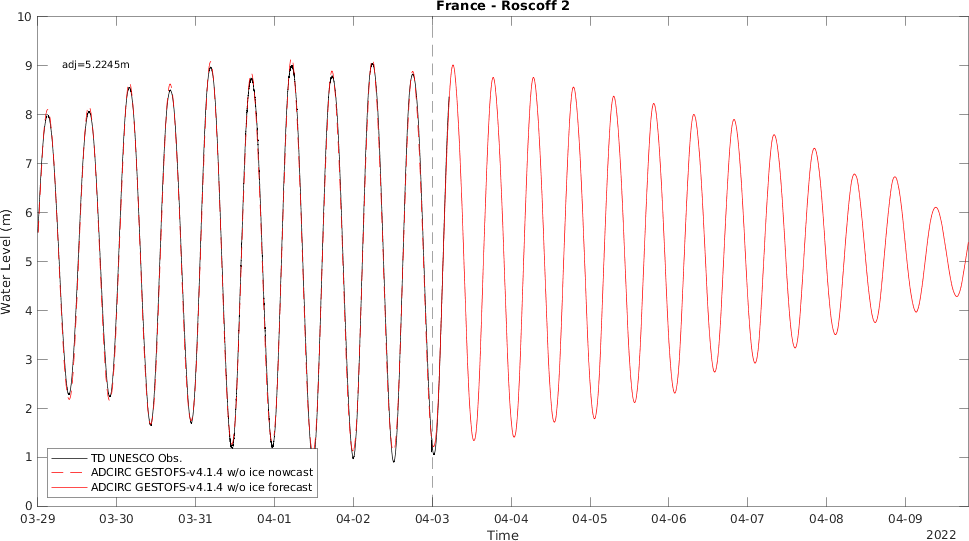 France - Roscoff 2
adj=5.2245m
10
9
8
7
6
5
4
3
2
1
0
Water Level (m)
TD UNESCO Obs.
ADCIRC GESTOFS-v4.1.4 w/o ice nowcast
ADCIRC GESTOFS-v4.1.4 w/o ice forecast
03-29 03-30 03-31 04-01 04-02 04-03 04-04 04-05 04-06 04-07 04-08 04-09
Time
2022